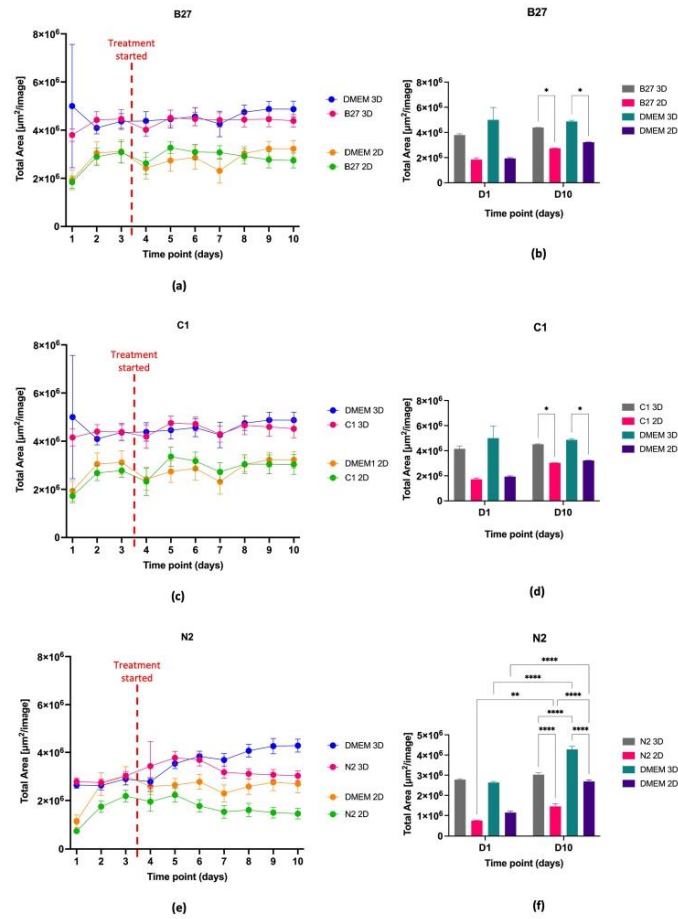 B27
Treatment
started
Total Area [µm²/image]
8×10⁶
6×10⁶
4×10⁶
2×10⁶
0
1 2 3 4 5 6 7 8 9 10
Time point (days)
DMEM 3D
B27 3D
DMEM 2D
B27 2D
(a)
B27
Total Area [µm²/image]
8×10⁶
6×10⁶
4×10⁶
2×10⁶
0
* *
D1 D10
Time point (days)
B27 3D
B27 2D
DMEM 3D
DMEM 2D
(b)
C1
Treatment
started
Total Area [µm²/image]
8×10⁶
6×10⁶
4×10⁶
2×10⁶
0
1 2 3 4 5 6 7 8 9 10
Time point (days)
DMEM 3D
C1 3D
DMEM1 2D
C1 2D
(c)
C1
Total Area [µm²/image]
8×10⁶
6×10⁶
4×10⁶
2×10⁶
0
* *
D1 D10
Time point (days)
C1 3D
C1 2D
DMEM 3D
DMEM 2D
(d)
N2
Treatment
started
Total Area [µm²/image]
8×10⁶
6×10⁶
4×10⁶
2×10⁶
0
1 2 3 4 5 6 7 8 9 10
Time point (days)
DMEM 3D
N2 3D
DMEM 2D
N2 2D
(e)
N2
****
****
** ****
****
**** ****
Total Area [µm²/image]
5×10⁶
4×10⁶
3×10⁶
2×10⁶
1×10⁶
0
D1 D10
Time point (days)
N2 3D
N2 2D
DMEM 3D
DMEM 2D
(f)